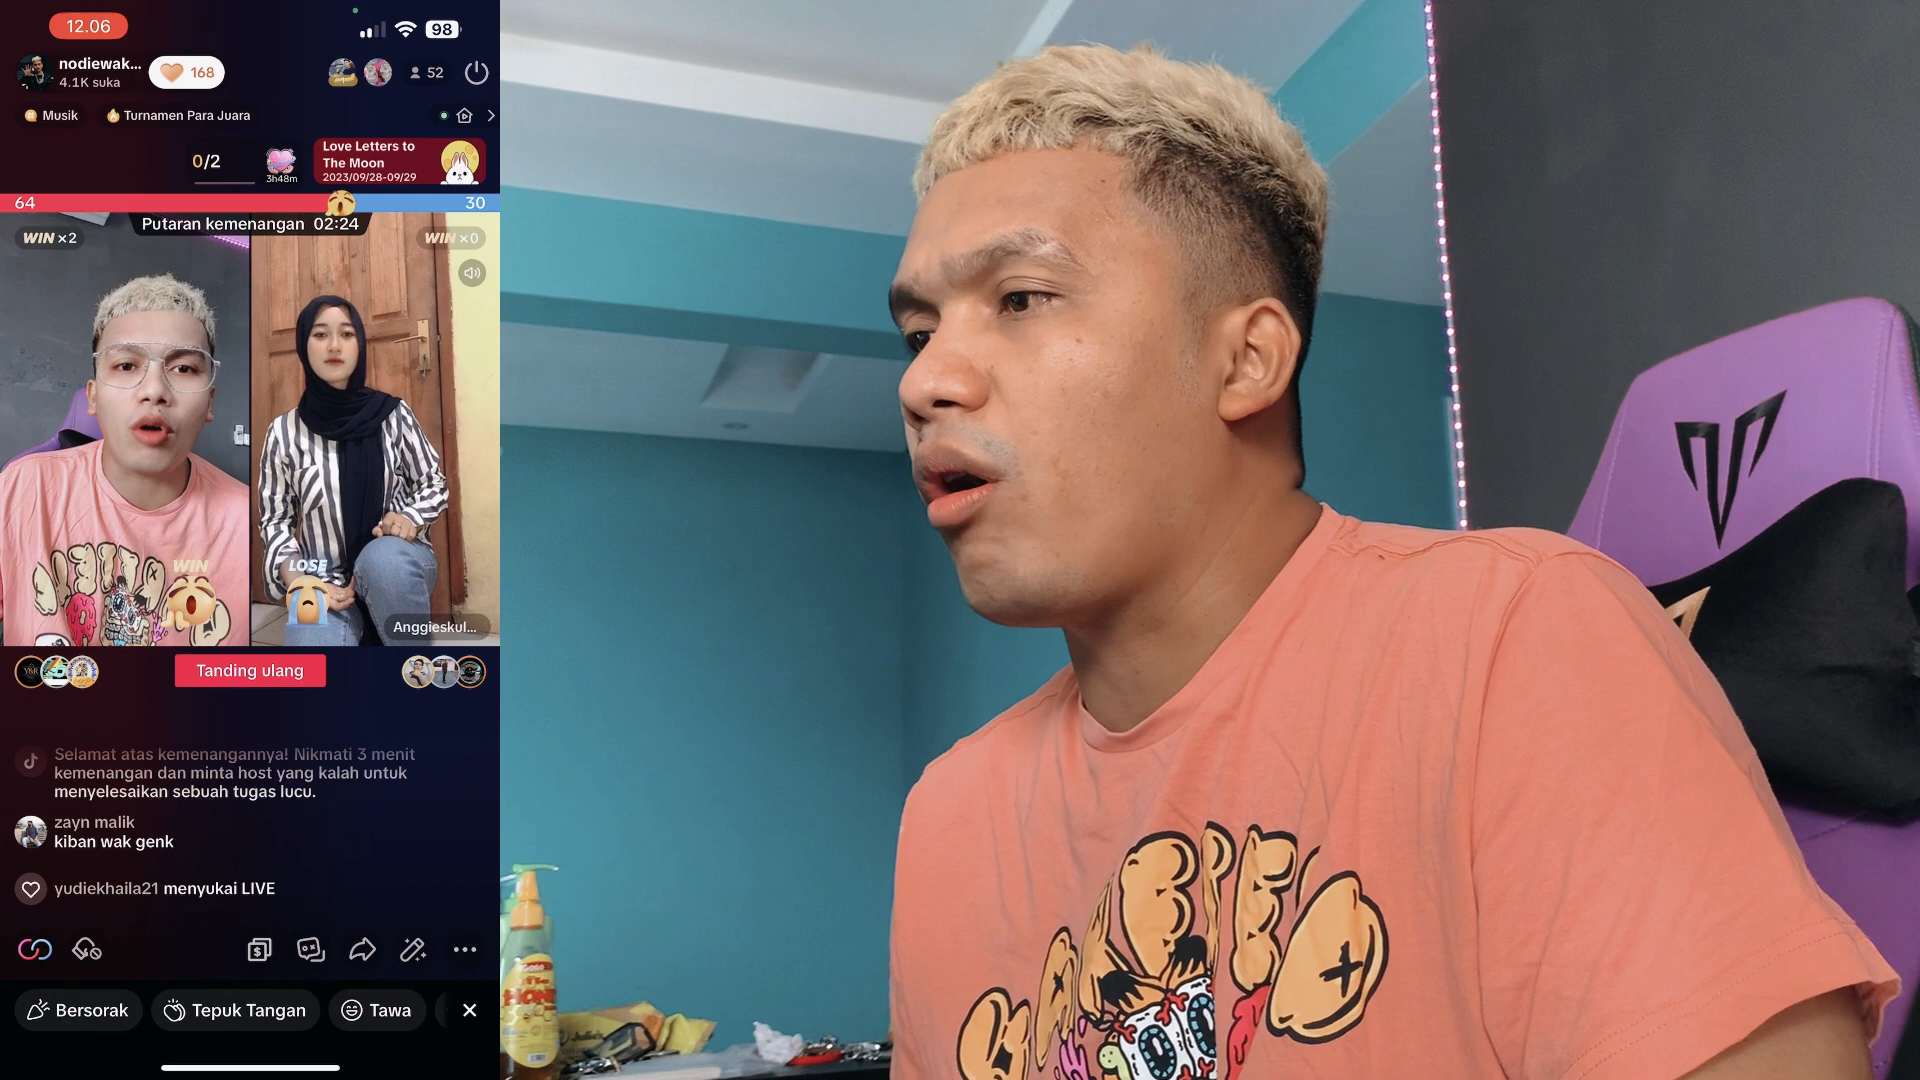 12.06
98
nodiewak...
4.1K suka
168
52
Musik
Turnamen Para Juara
0/2
3h48m
Love Letters to
The Moon
2023/09/28-09/29
64
30
Putaran kemenangan 02:24
WIN ×2
WIN ×0
WIN
LOSE
Anggieskul...
Tanding ulang
Selamat atas kemenangannya! Nikmati 3 menit
kemenangan dan minta host yang kalah untuk
menyelesaikan sebuah tugas lucu.
zayn malik
kiban wak genk
yudiekhaila21 menyukai LIVE
Bersorak
Tepuk Tangan
Tawa